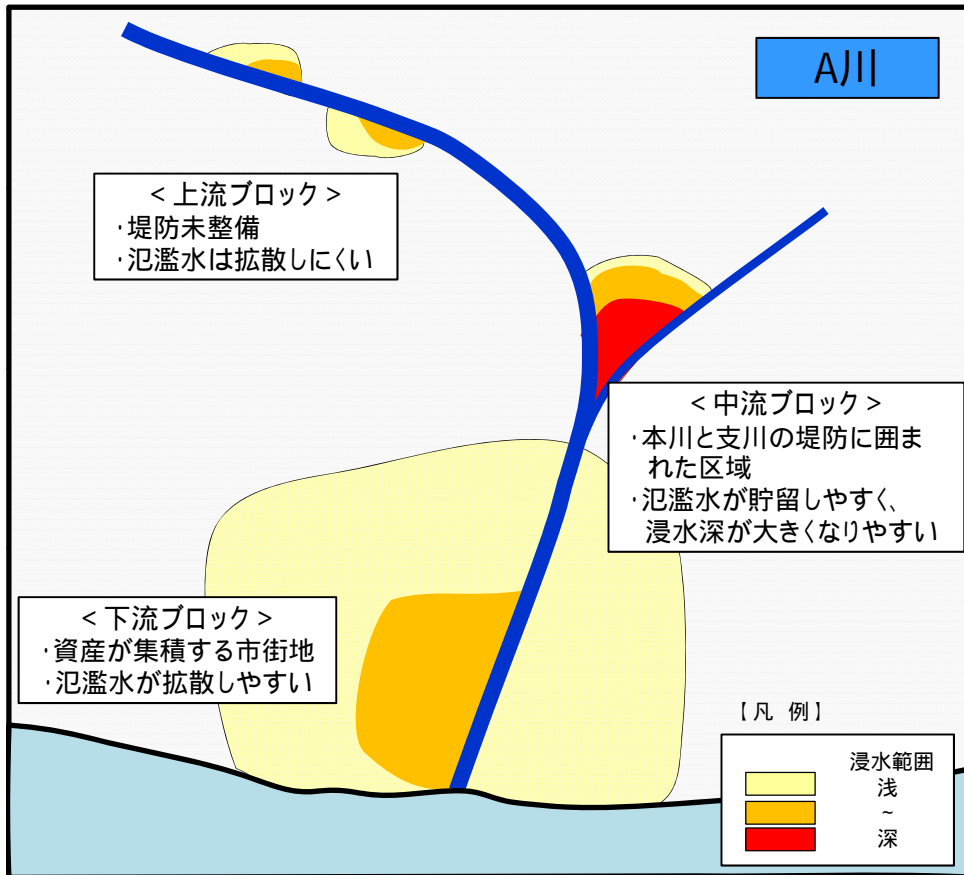 A川
<上流ブロック>
·堤防未整備
·氾濫水は拡散しにくい
<中流ブロック>
·本川と支川の堤防に囲ま
れた区域
·氾濫水が貯留しやすく、
浸水深が大きくなりやすい
<下流ブロック>
·資産が集積する市街地
·氾濫水が拡散しやすい
【凡 例】
浸水範囲
浅
~
深